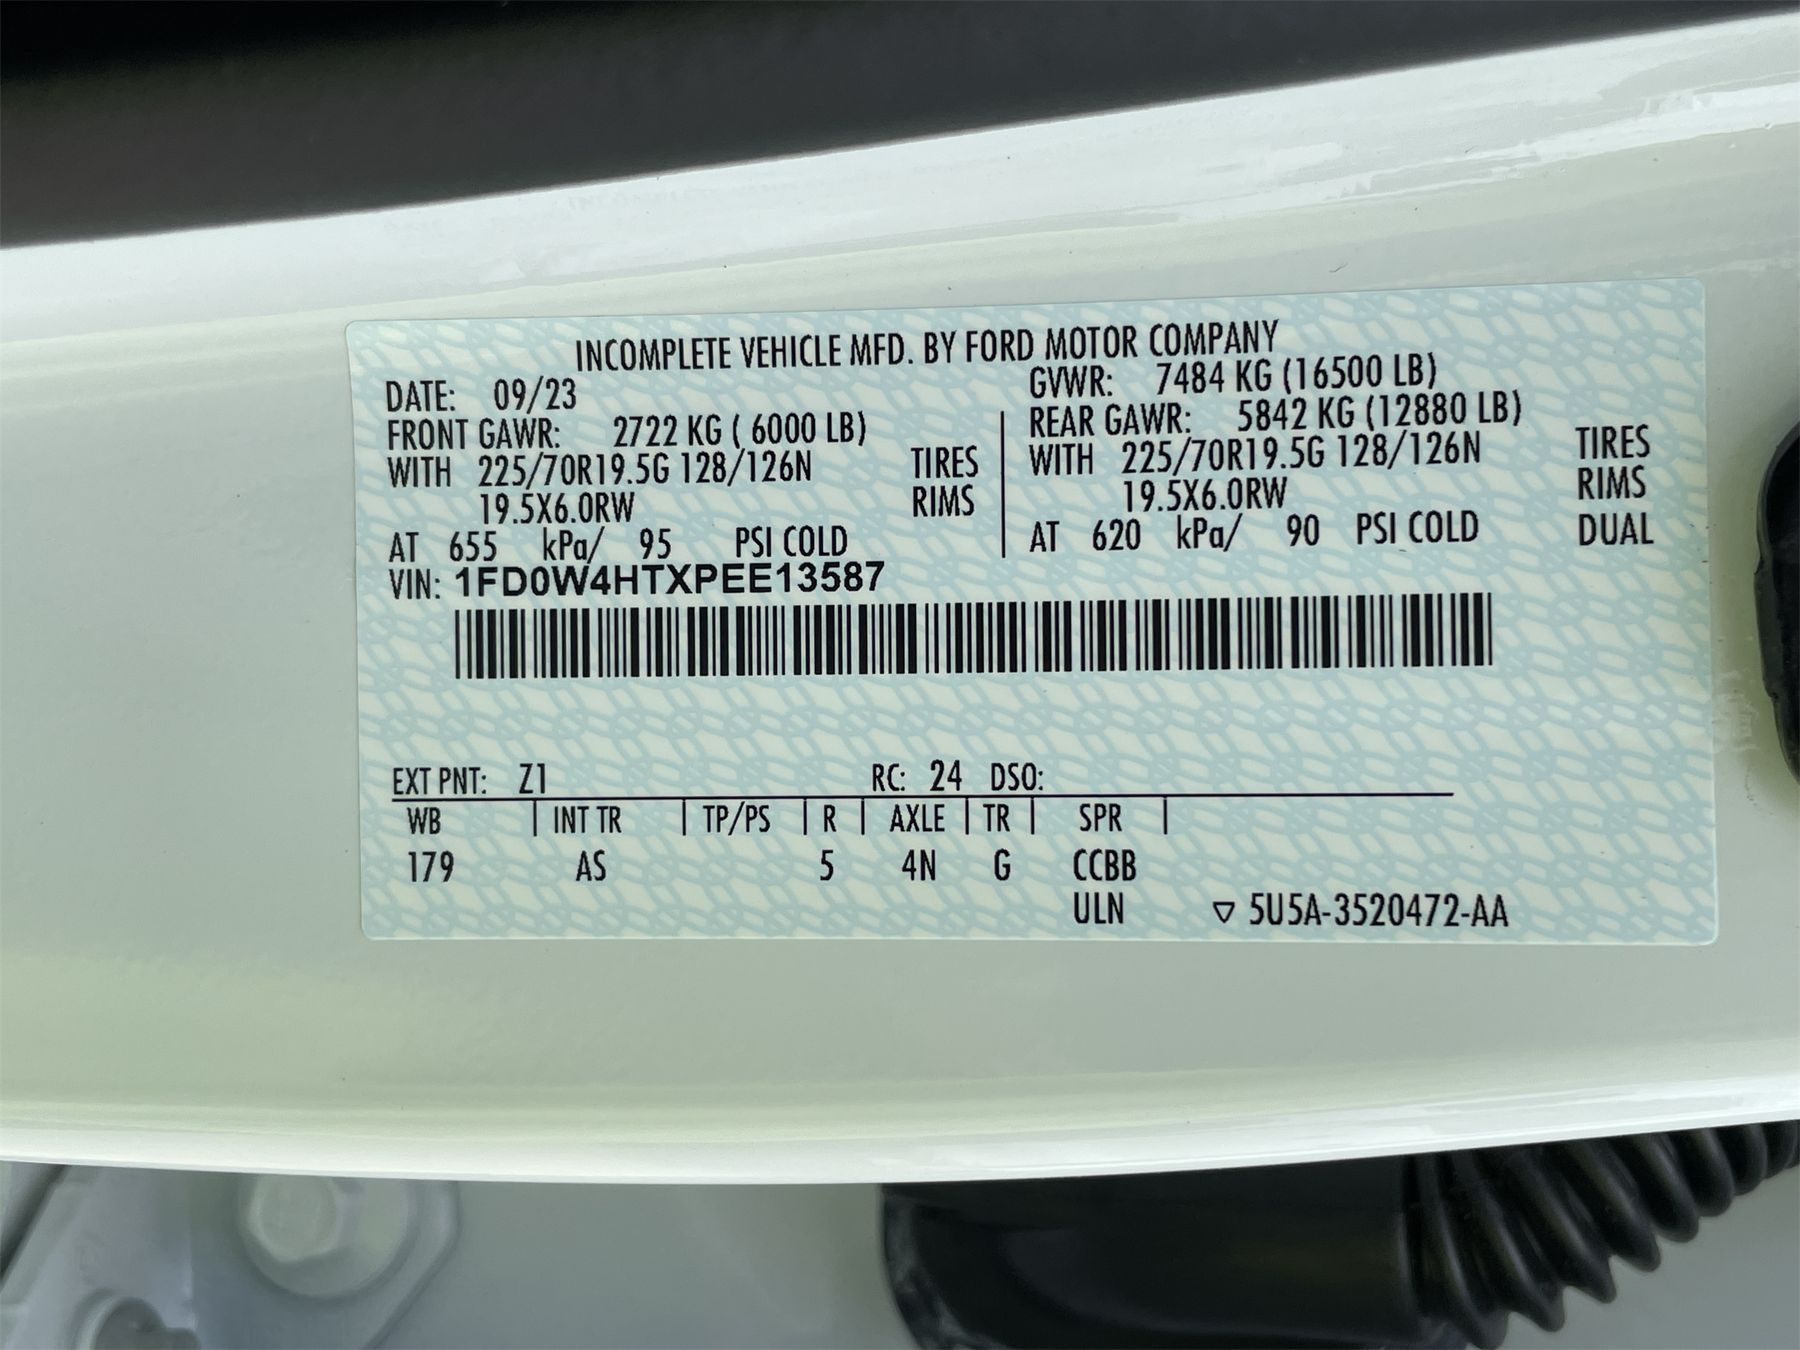 INCOMPLETE VEHICLE MFD. BY FORD MOTOR COMPANY
DATE: 09/23 GVWR: 7484 KG (16500 LB)
FRONT GAWR: 2722 KG ( 6000 LB) REAR GAWR: 5842 KG (12880 LB)
WITH 225/70R19.5G 128/126N TIRES WITH 225/70R19.5G 128/126N TIRES
19.5X6.0RW RIMS 19.5X6.0RW RIMS
AT 655 kPa/ 95 PSI COLD AT 620 kPa/ 90 PSI COLD DUAL
VIN: 1FD0W4HTXPEE13587
EXT PNT: Z1 RC: 24 DSO:
WB | INT TR | TP/PS | R | AXLE | TR | SPR |
179 AS 5 4N G CCBB
ULN ▽ 5U5A-3520472-AA